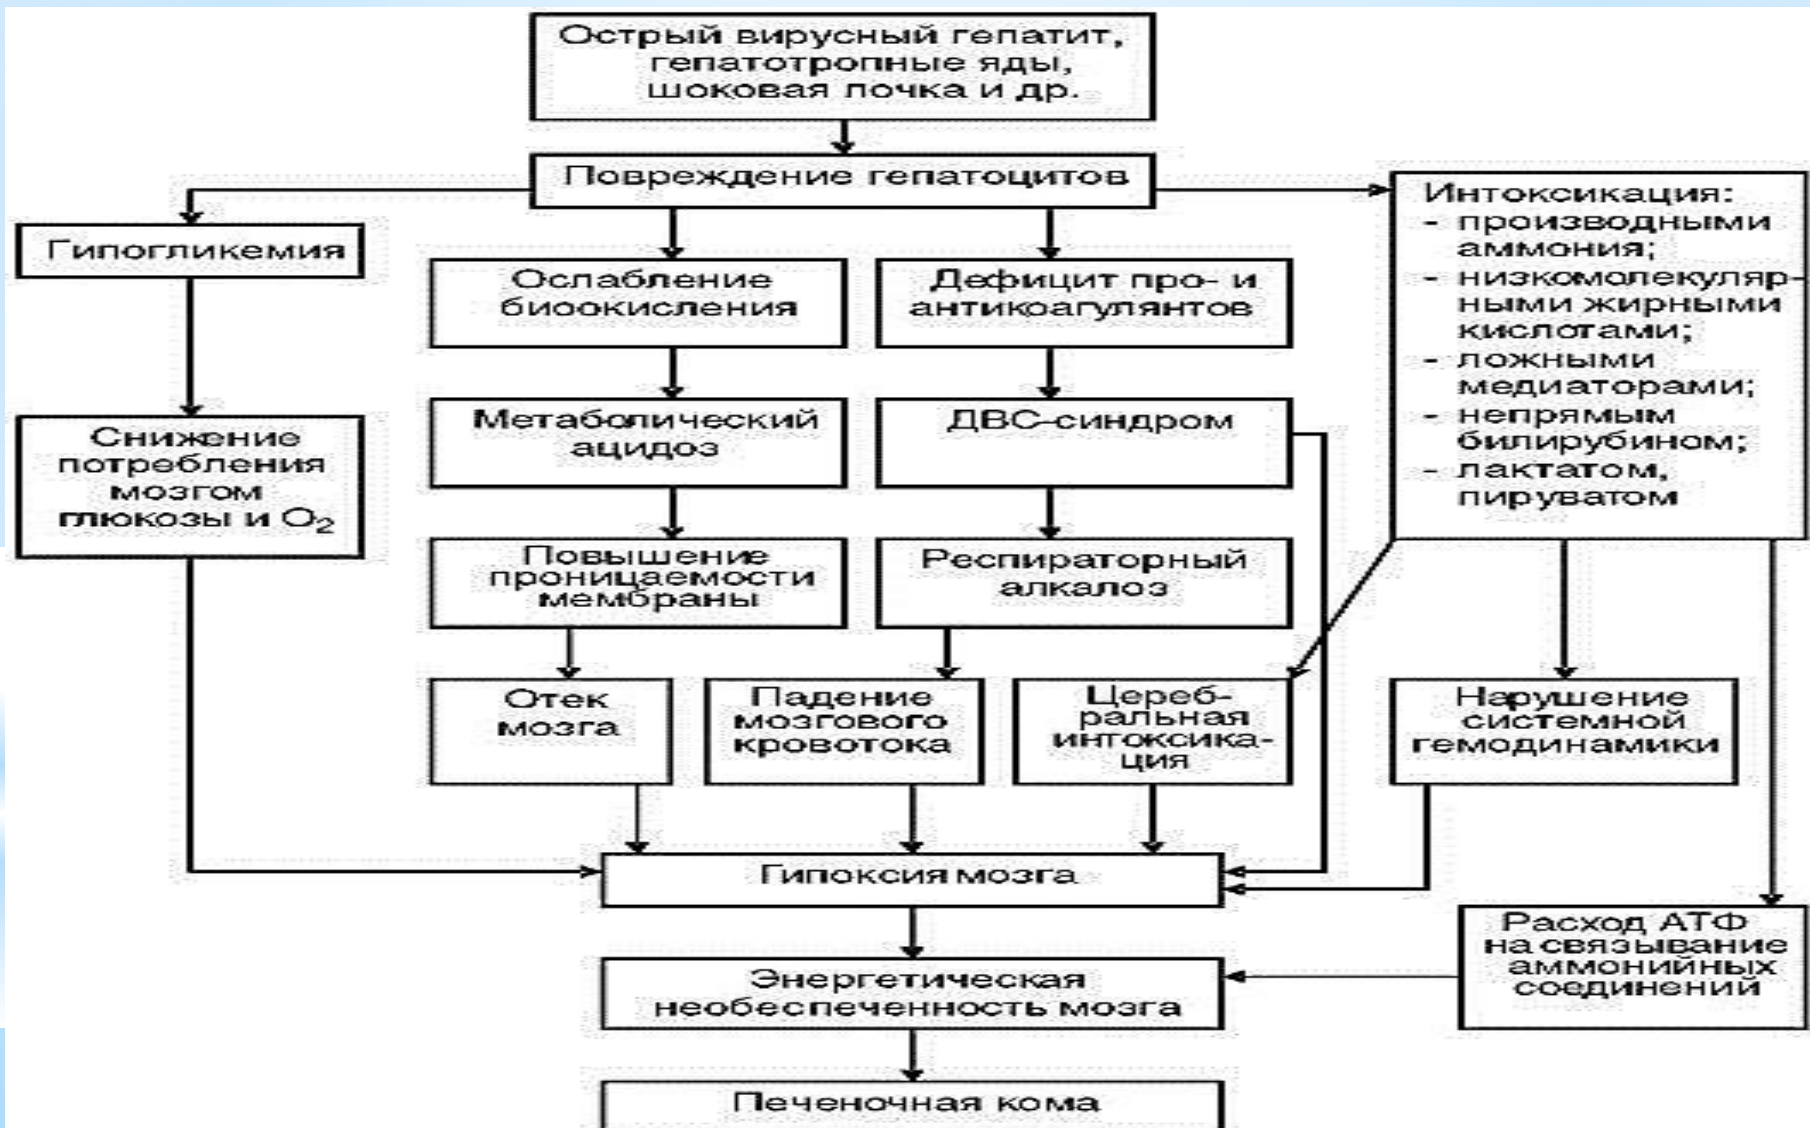 Острый вирусный гепатит,
гепатотропные яды,
шоковая почка и др.
Повреждение гепатоцитов
Гипогликемия
Ослабление
биоокисления
Дефицит про- и
антикоагулянтов
Интоксикация:
- производными
аммония;
- низкомолекуляр-
ными жирными
кислотами;
- ложными
медиаторами;
- непрямым
билирубином;
- лактатом,
пируватом
Снижение
потребления
мозгом
глюкозы и O₂
Метаболический
ацидоз
ДВС-синдром
Повышение
проницаемости
мембраны
Респираторный
алкалоз
Отек
мозга
Падение
мозгового
кровотока
Цереб-
ральная
интоксика-
ция
Нарушение
системной
гемодинамики
Гипоксия мозга
Расход АТФ
на связывание
аммонийных
соединений
Энергетическая
необеспеченность мозга
Печеночная кома